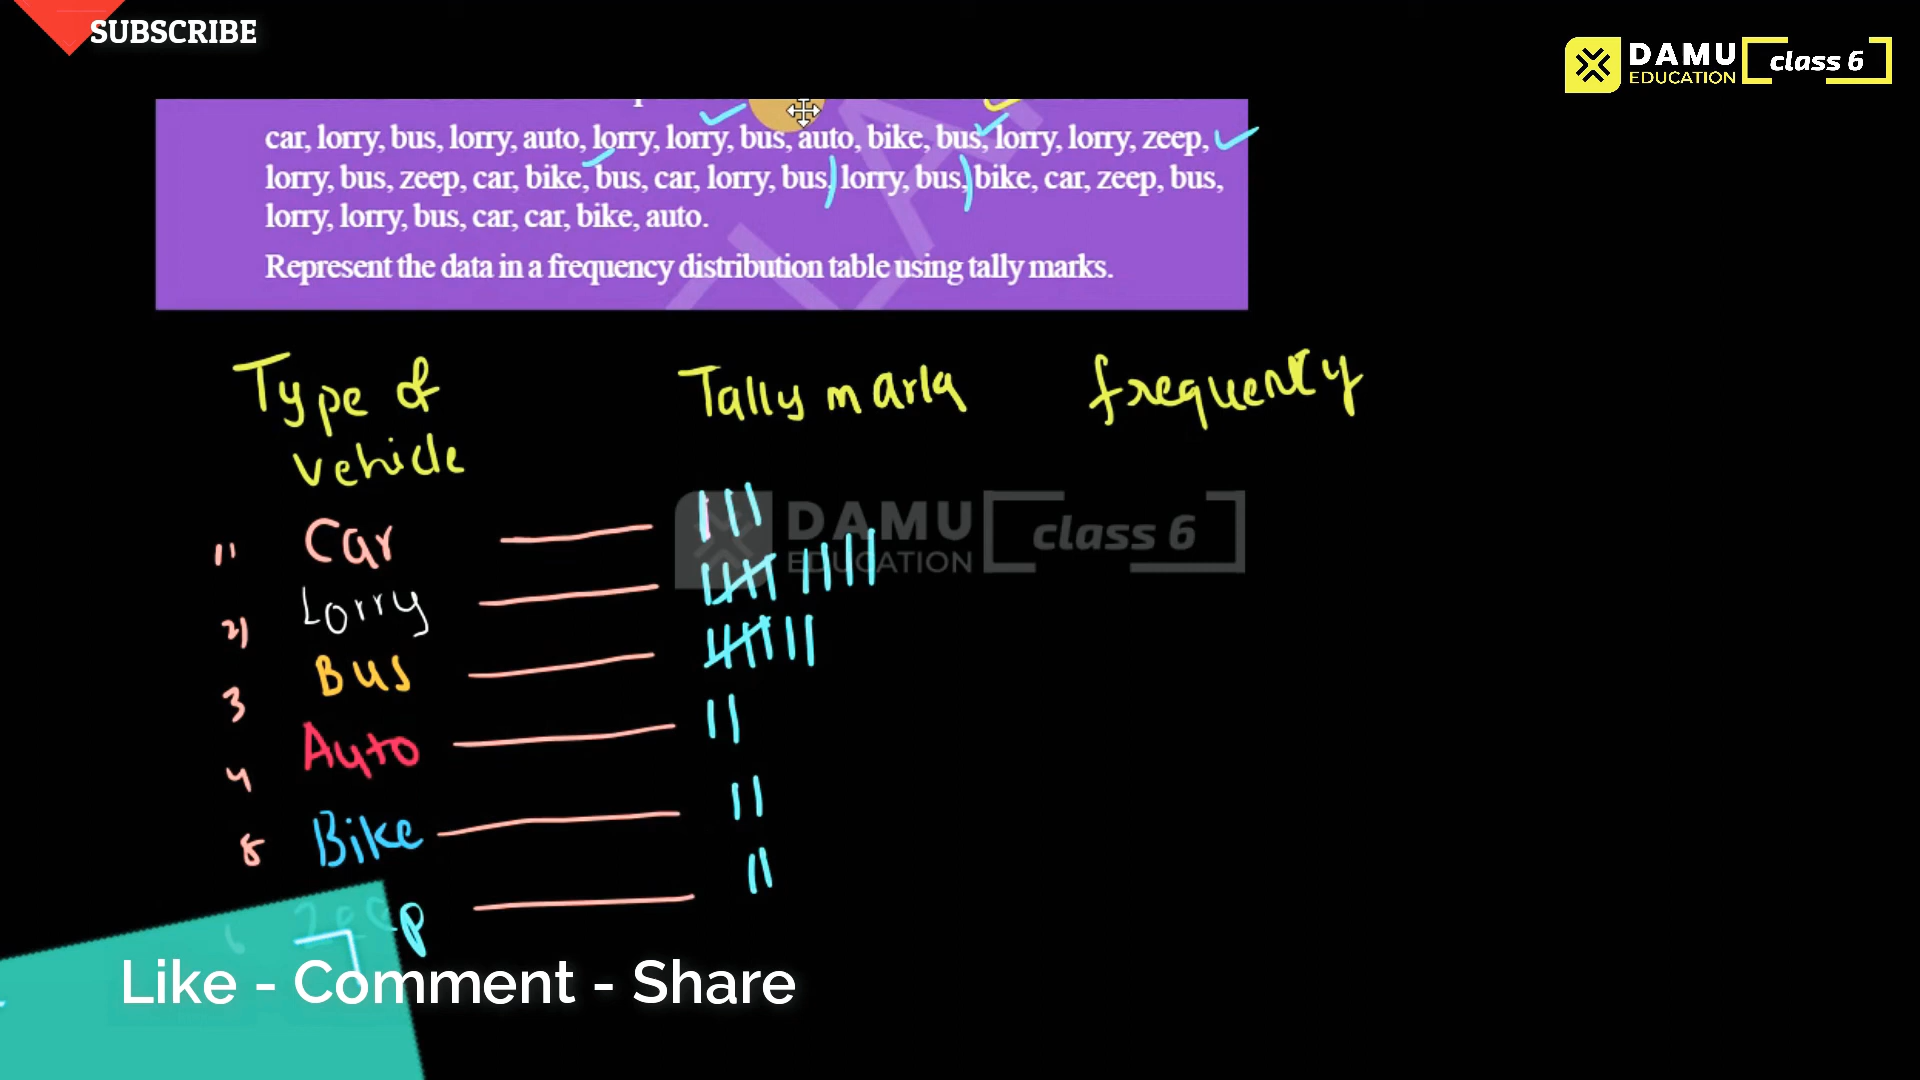 SUBSCRIBE
DAMU
EDUCATION
class 6
car, lorry, bus, lorry, auto, lorry, lorry, bus, auto, bike, bus, lorry, lorry, zeep,
lorry, bus, zeep, car, bike, bus, car, lorry, bus, lorry, bus, bike, car, zeep, bus,
lorry, lorry, bus, car, car, bike, auto.
Represent the data in a frequency distribution table using tally marks.
Type of Tally mark frequency
vehicle
DAMU
EDUCATION
class 6
1) Car
2) Lorry
3 Bus
4 Auto
5 Bike
6 Zeep
Like - Comment - Share